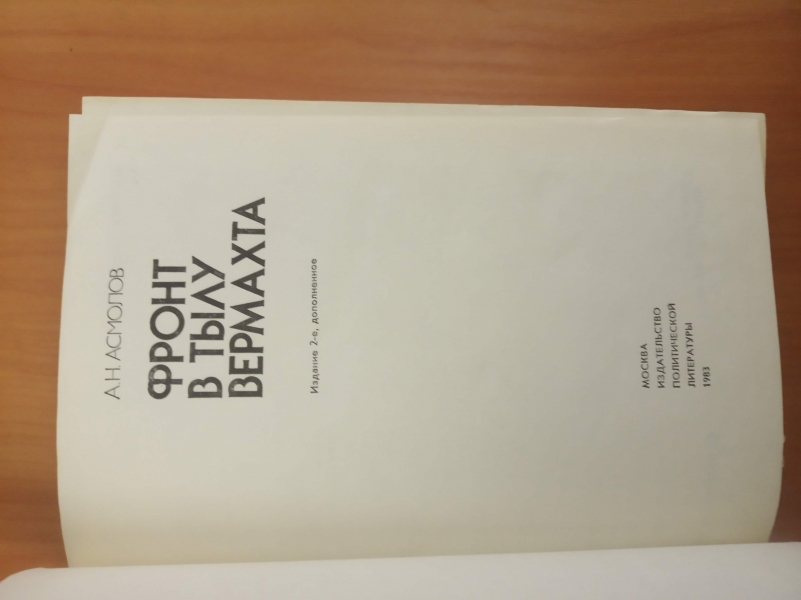 А.Н. АСМОЛОВ
ФРОНТ
В ТЫЛУ
ВЕРМАХТА
Издание 2-е, дополненное
МОСКВА
ИЗДАТЕЛЬСТВО
ПОЛИТИЧЕСКОЙ
ЛИТЕРАТУРЫ
1983